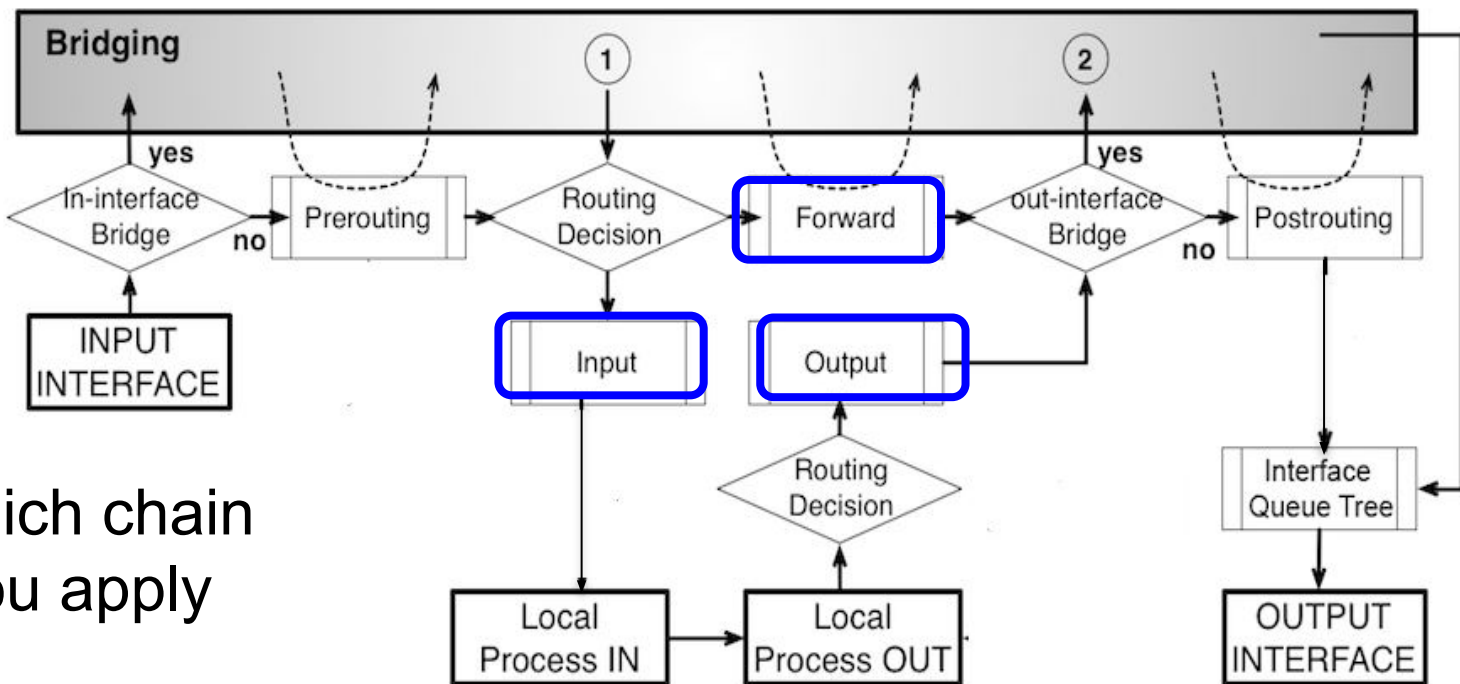 Bridging
1
2
yes
yes
In-interface
Bridge
no
Prerouting
Routing
Decision
Forward
out-interface
Bridge
no
Postrouting
INPUT
INTERFACE
Input
Output
Routing
Decision
Interface
Queue Tree
ich chain
ou apply
Local
Process IN
Local
Process OUT
OUTPUT
INTERFACE